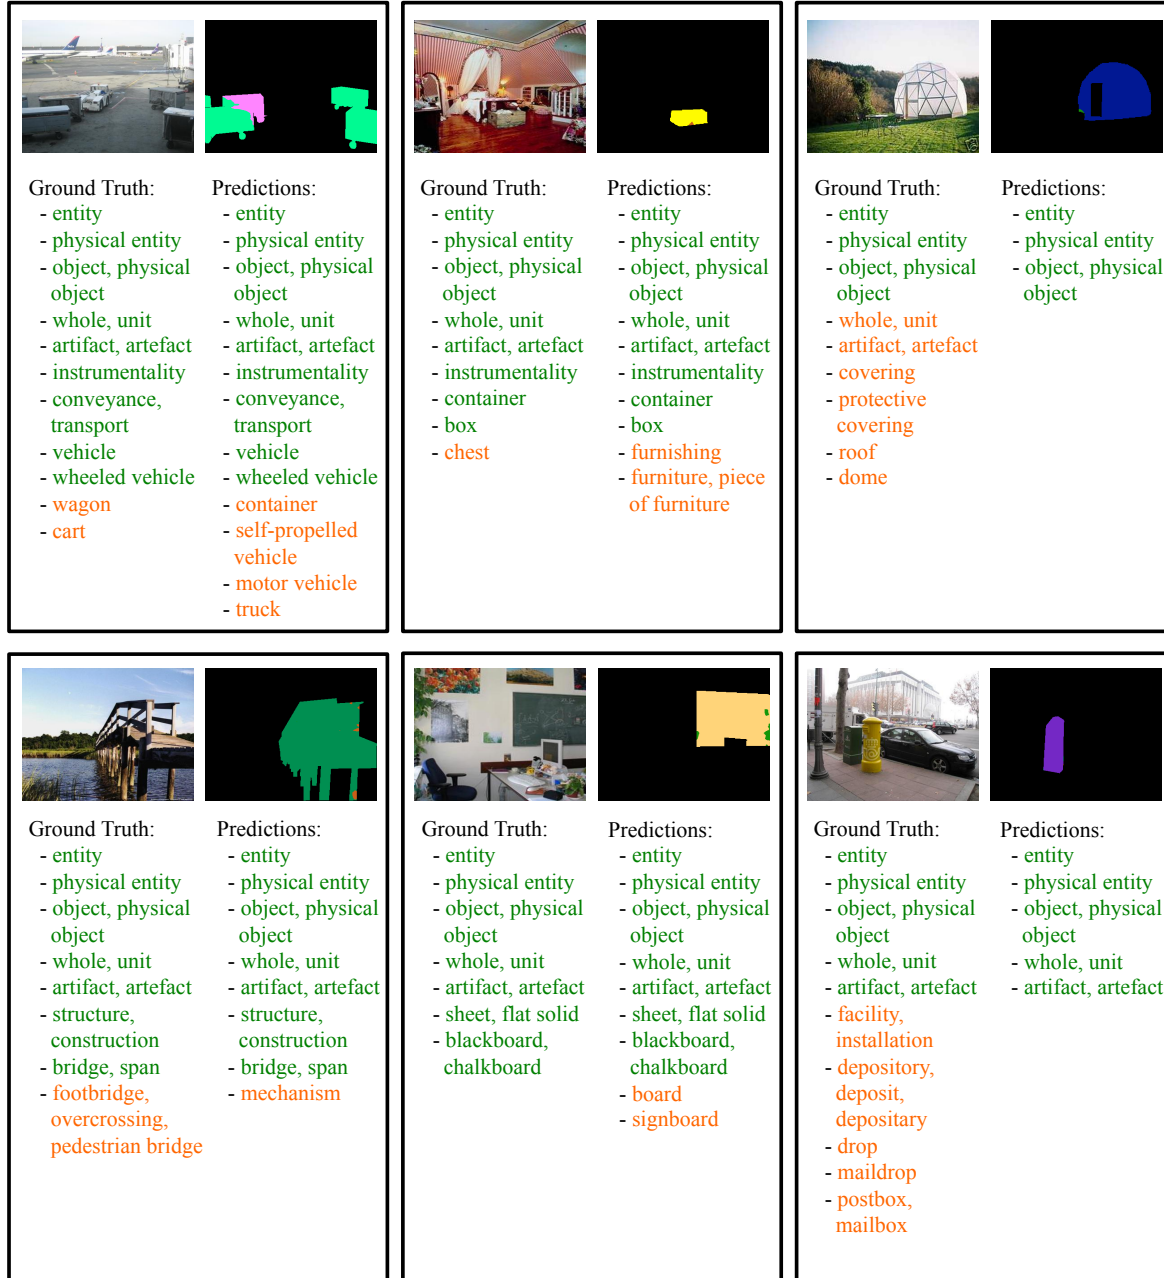 Ground Truth:
- entity
- physical entity
- object, physical
object
- whole, unit
- artifact, artefact
- instrumentality
- conveyance,
transport
- vehicle
- wheeled vehicle
- wagon
- cart
Predictions:
- entity
- physical entity
- object, physical
object
- whole, unit
- artifact, artefact
- instrumentality
- conveyance,
transport
- vehicle
- wheeled vehicle
- container
- self-propelled
vehicle
- motor vehicle
- truck
Ground Truth:
- entity
- physical entity
- object, physical
object
- whole, unit
- artifact, artefact
- instrumentality
- container
- box
- chest
Predictions:
- entity
- physical entity
- object, physical
object
- whole, unit
- artifact, artefact
- instrumentality
- container
- box
- furnishing
- furniture, piece
of furniture
Ground Truth:
- entity
- physical entity
- object, physical
object
- whole, unit
- artifact, artefact
- covering
- protective
covering
- roof
- dome
Predictions:
- entity
- physical entity
- object, physical
object
Ground Truth:
- entity
- physical entity
- object, physical
object
- whole, unit
- artifact, artefact
- structure,
construction
- bridge, span
- footbridge,
overcrossing,
pedestrian bridge
Predictions:
- entity
- physical entity
- object, physical
object
- whole, unit
- artifact, artefact
- structure,
construction
- bridge, span
- mechanism
Ground Truth:
- entity
- physical entity
- object, physical
object
- whole, unit
- artifact, artefact
- sheet, flat solid
- blackboard,
chalkboard
Predictions:
- entity
- physical entity
- object, physical
object
- whole, unit
- artifact, artefact
- sheet, flat solid
- blackboard,
chalkboard
- board
- signboard
Ground Truth:
- entity
- physical entity
- object, physical
object
- whole, unit
- artifact, artefact
- facility,
installation
- depository,
deposit,
depositary
- drop
- maildrop
- postbox,
mailbox
Predictions:
- entity
- physical entity
- object, physical
object
- whole, unit
- artifact, artefact